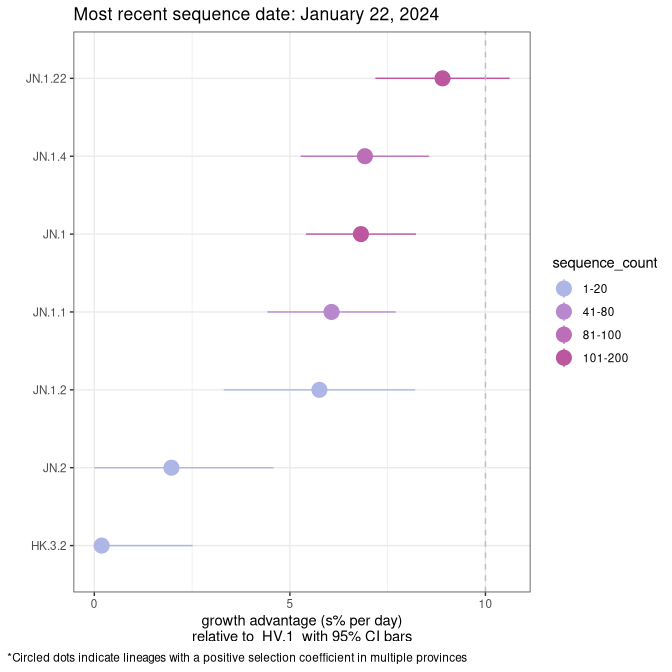 Most recent sequence date: January 22, 2024
JN.1.22
JN.1.4
JN.1
JN.1.1
JN.1.2
JN.2
HK.3.2
0
5
10
growth advantage (s% per day)
relative to  HV.1  with 95% CI bars
sequence_count
1-20
41-80
81-100
101-200
*Circled dots indicate lineages with a positive selection coefficient in multiple provinces